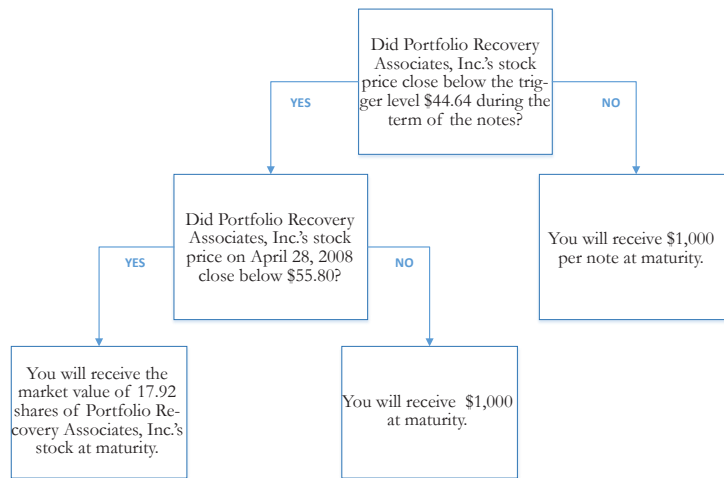 Did Portfolio Recovery
Associates, Inc.'s stock
price close below the trig-
ger level $44.64 during the
term of the notes?
YES
NO
Did Portfolio Recovery
Associates, Inc.'s stock
price on April 28, 2008
close below $55.80?
You will receive $1,000
per note at maturity.
YES
NO
You will receive the
market value of 17.92
shares of Portfolio Re-
covery Associates, Inc.'s
stock at maturity.
You will receive $1,000
at maturity.